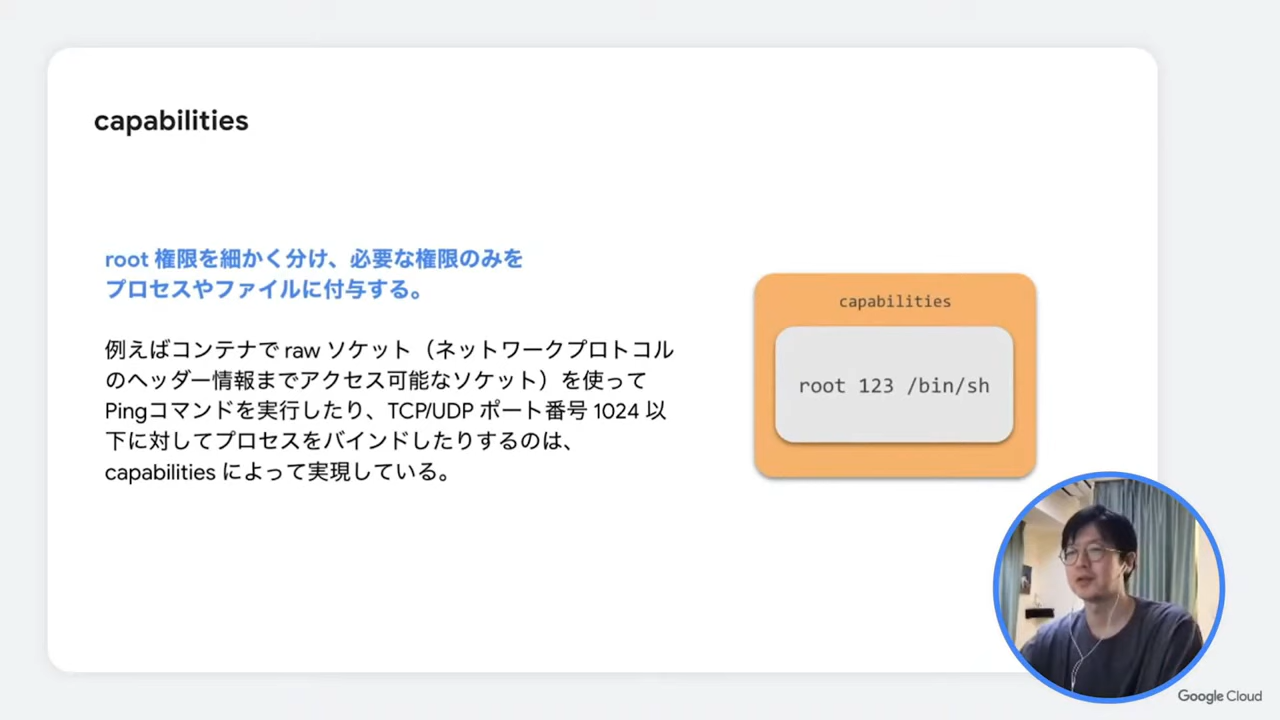 capabilities
root 権限を細かく分け、必要な権限のみを
プロセスやファイルに付与する。
例えばコンテナで raw ソケット（ネットワークプロトコル
のヘッダー情報までアクセス可能なソケット）を使って
Pingコマンドを実行したり、TCP/UDP ポート番号 1024 以
下に対してプロセスをバインドしたりするのは、
capabilities によって実現している。
capabilities
root 123 /bin/sh
Google Cloud